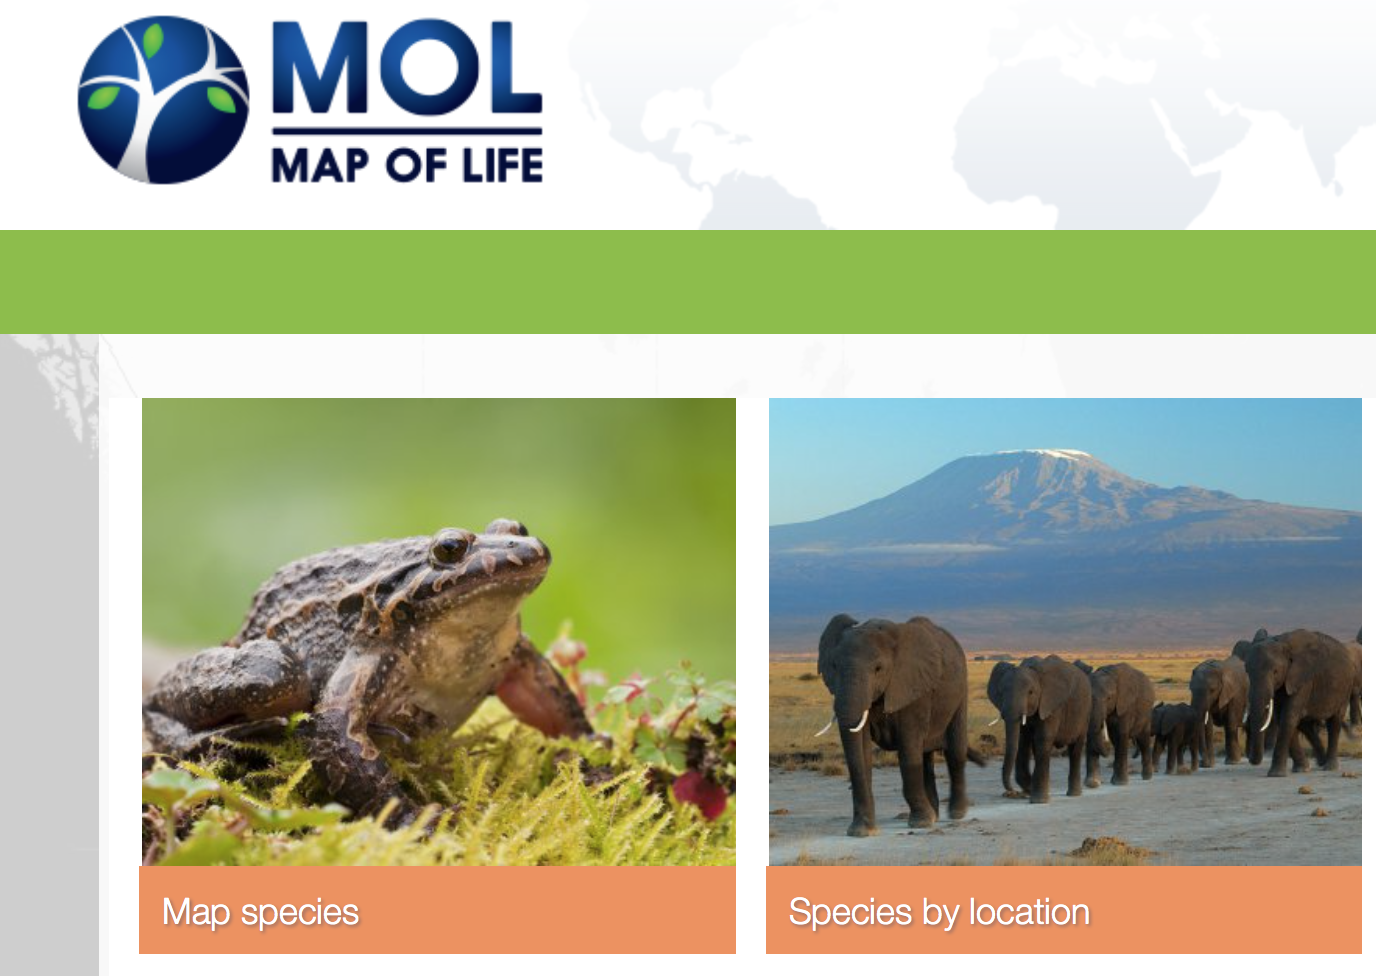 MOL
MAP OF LIFE
Map species
Species by location